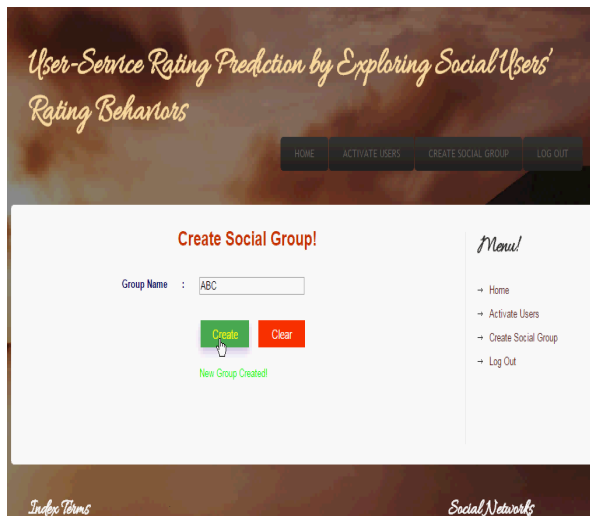 User-Service Rating Prediction by Exploring Social Users'
Rating Behaviors
HOME ACTIVATE USERS CREATE SOCIAL GROUP LOG OUT
Create Social Group!
Group Name : ABC
Create Clear
New Group Created!
Menu!
→ Home
→ Activate Users
→ Create Social Group
→ Log Out
Index Terms Social Networks